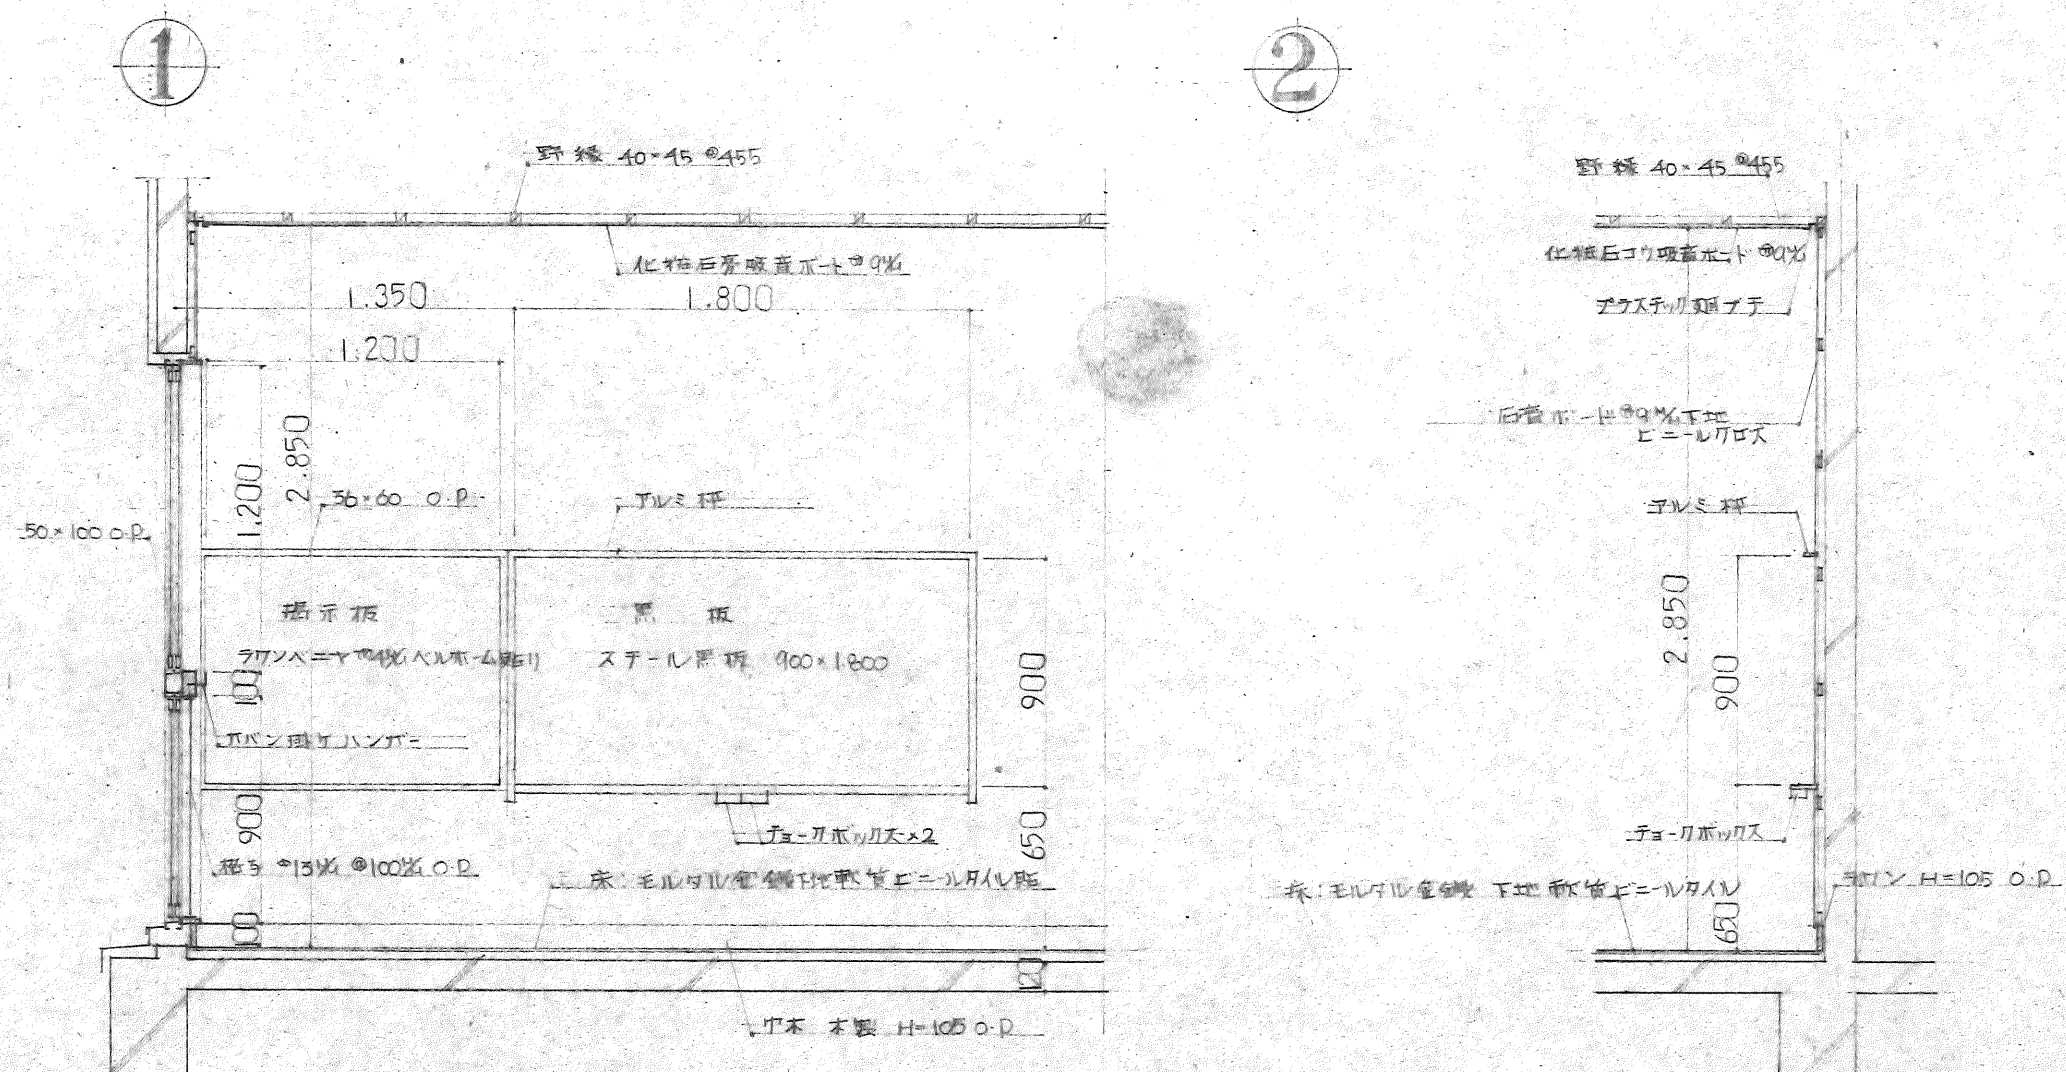 1
2
野縁 40×45 @455
野縁 40×45 @455
化粧石膏吸音ボード ⑦9%
化粧石コウ吸音ボード ⑦9%
1.350
1.800
プラスチック廻ブチ
1.200
石膏ボード ⑦9%下地
ビニールクロス
1.200
2.850
36×60 O.P
アルミ枠
アルミ枠
50×100 O.P
掲示板
黒 板
ラワンベニヤ ベルホーム貼リ
スチール黒板 900×1.800
100
900
2.850
900
カバン掛ケハンガー
900
チョークボックス×2
650
チョークボックス
格子 ⑦13% @100% O.P
床:モルタル金鏝下地軟質ビニールタイル貼
床:モルタル金鏝 下地 軟質ビニールタイル
ラワン H=105 O.P
100
650
120
巾木 木製 H=105 O.P